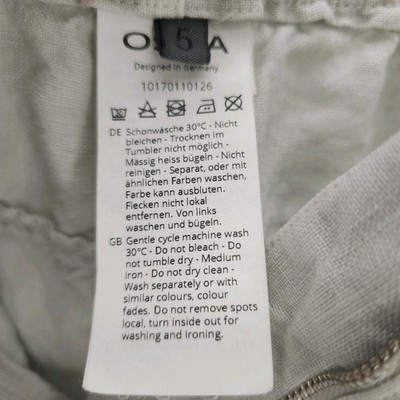 5
Designed in Germany
10170110126
DE Schonwäsche 30°C - Nicht
bleichen - Trocknen im
Tumbler nicht möglich -
Mässig heiss bügeln - Nicht
reinigen - Separat, oder mit
ähnlichen Farben waschen,
Farbe kann ausbluten.
Flecken nicht lokal
entfernen. Von links
waschen und bügeln.
GB Gentle cycle machine wash
30°C - Do not bleach - Do
not tumble dry - Medium
iron - Do not dry clean -
Wash separately or with
similar colours, colour
fades. Do not remove spots
local, turn inside out for
washing and ironing.